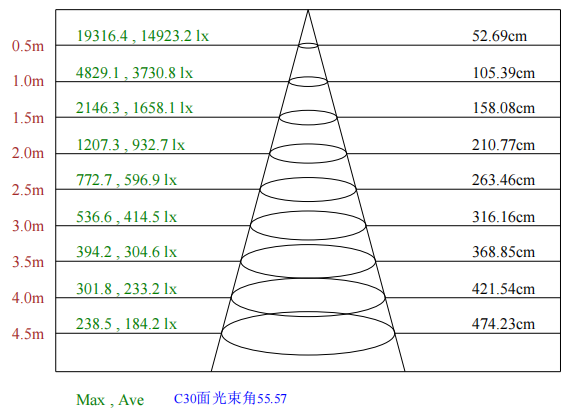 19316.4 , 14923.2 lx 52.69cm
0.5m
4829.1 , 3730.8 lx 105.39cm
1.0m
2146.3 , 1658.1 lx 158.08cm
1.5m
1207.3 , 932.7 lx 210.77cm
2.0m
772.7 , 596.9 lx 263.46cm
2.5m
536.6 , 414.5 lx 316.16cm
3.0m
394.2 , 304.6 lx 368.85cm
3.5m
301.8 , 233.2 lx 421.54cm
4.0m
238.5 , 184.2 lx 474.23cm
4.5m
Max , Ave C30面光束角55.57